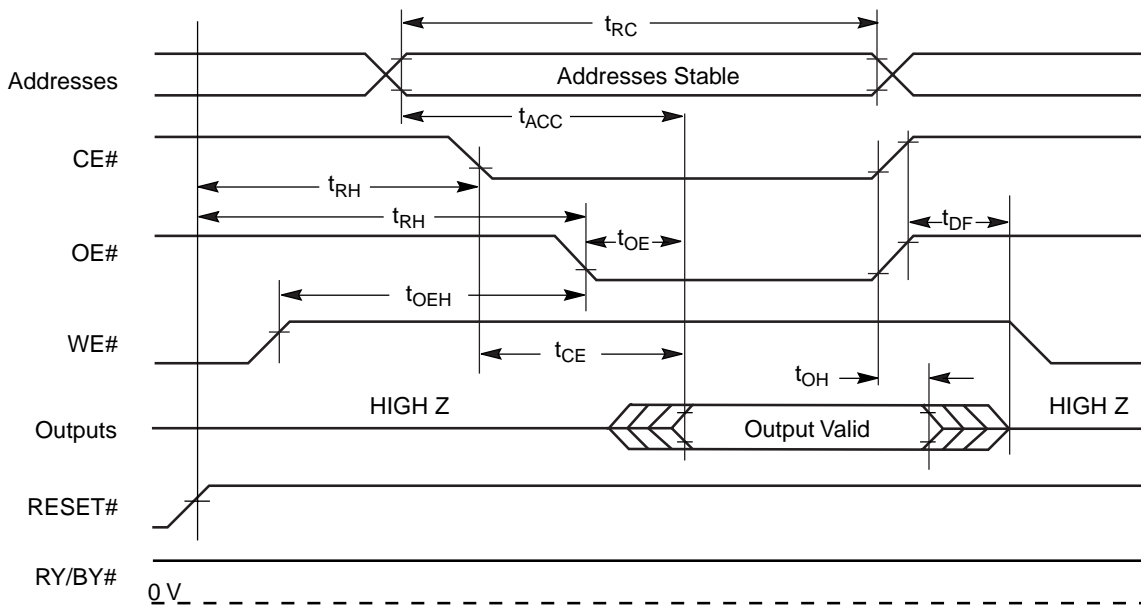 tRC
Addresses
Addresses Stable
tACC
CE#
tRH
tRH
tDF
OE#
tOE
tOEH
WE#
tCE
tOH
HIGH Z
HIGH Z
Outputs
Output Valid
RESET#
RY/BY#
0 V